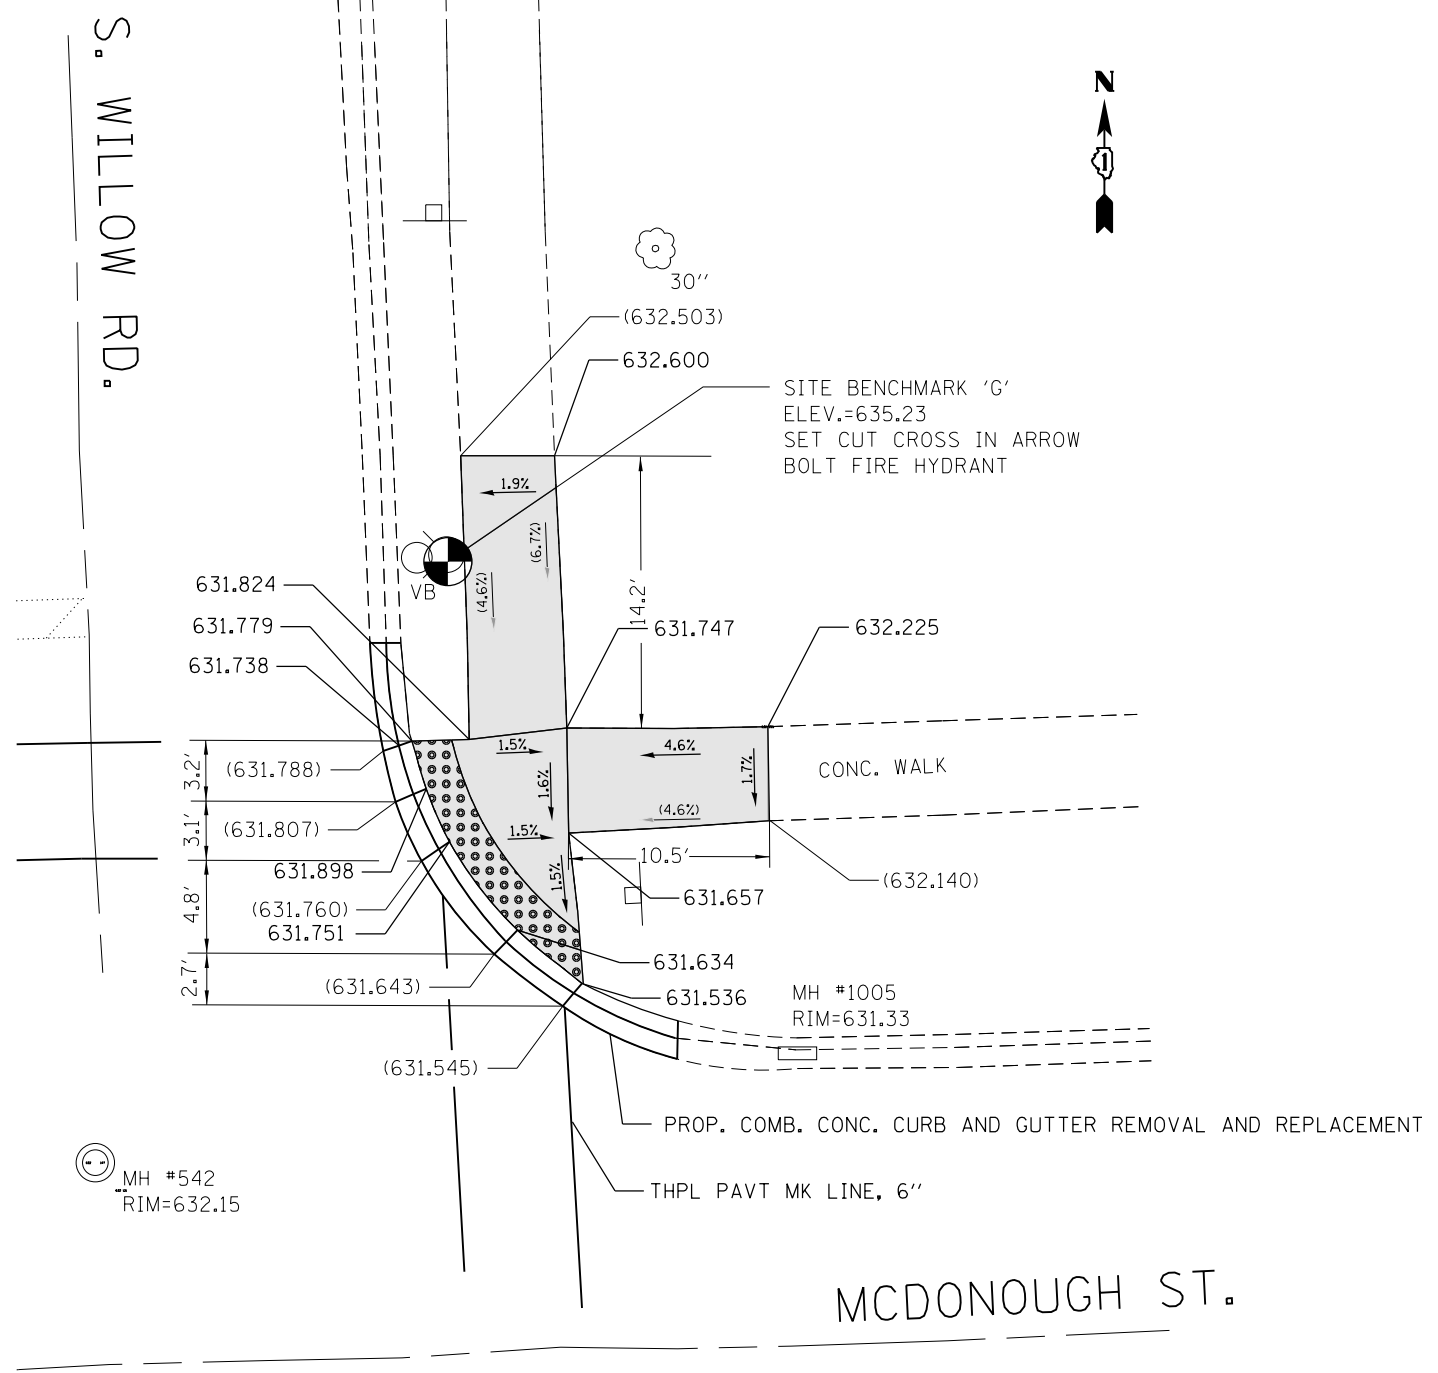 S. WILLOW RD.
N
1
30''
(632.503)
632.600
SITE BENCHMARK 'G'
ELEV.=635.23
SET CUT CROSS IN ARROW
BOLT FIRE HYDRANT
1.9%
(6.7%)
(4.6%)
VB
14.2'
631.824
631.779
631.738
631.747
632.225
1.5%
4.6%
1.7%
CONC. WALK
3.2'
(631.788)
1.6%
(4.6%)
3.1'
(631.807)
1.5%
10.5'
631.898
1.5%
(632.140)
4.8'
(631.760)
631.657
631.751
631.634
2.7'
(631.643)
631.536
MH #1005
RIM=631.33
(631.545)
PROP. COMB. CONC. CURB AND GUTTER REMOVAL AND REPLACEMENT
MH #542
RIM=632.15
THPL PAVT MK LINE, 6''
MCDONOUGH ST.